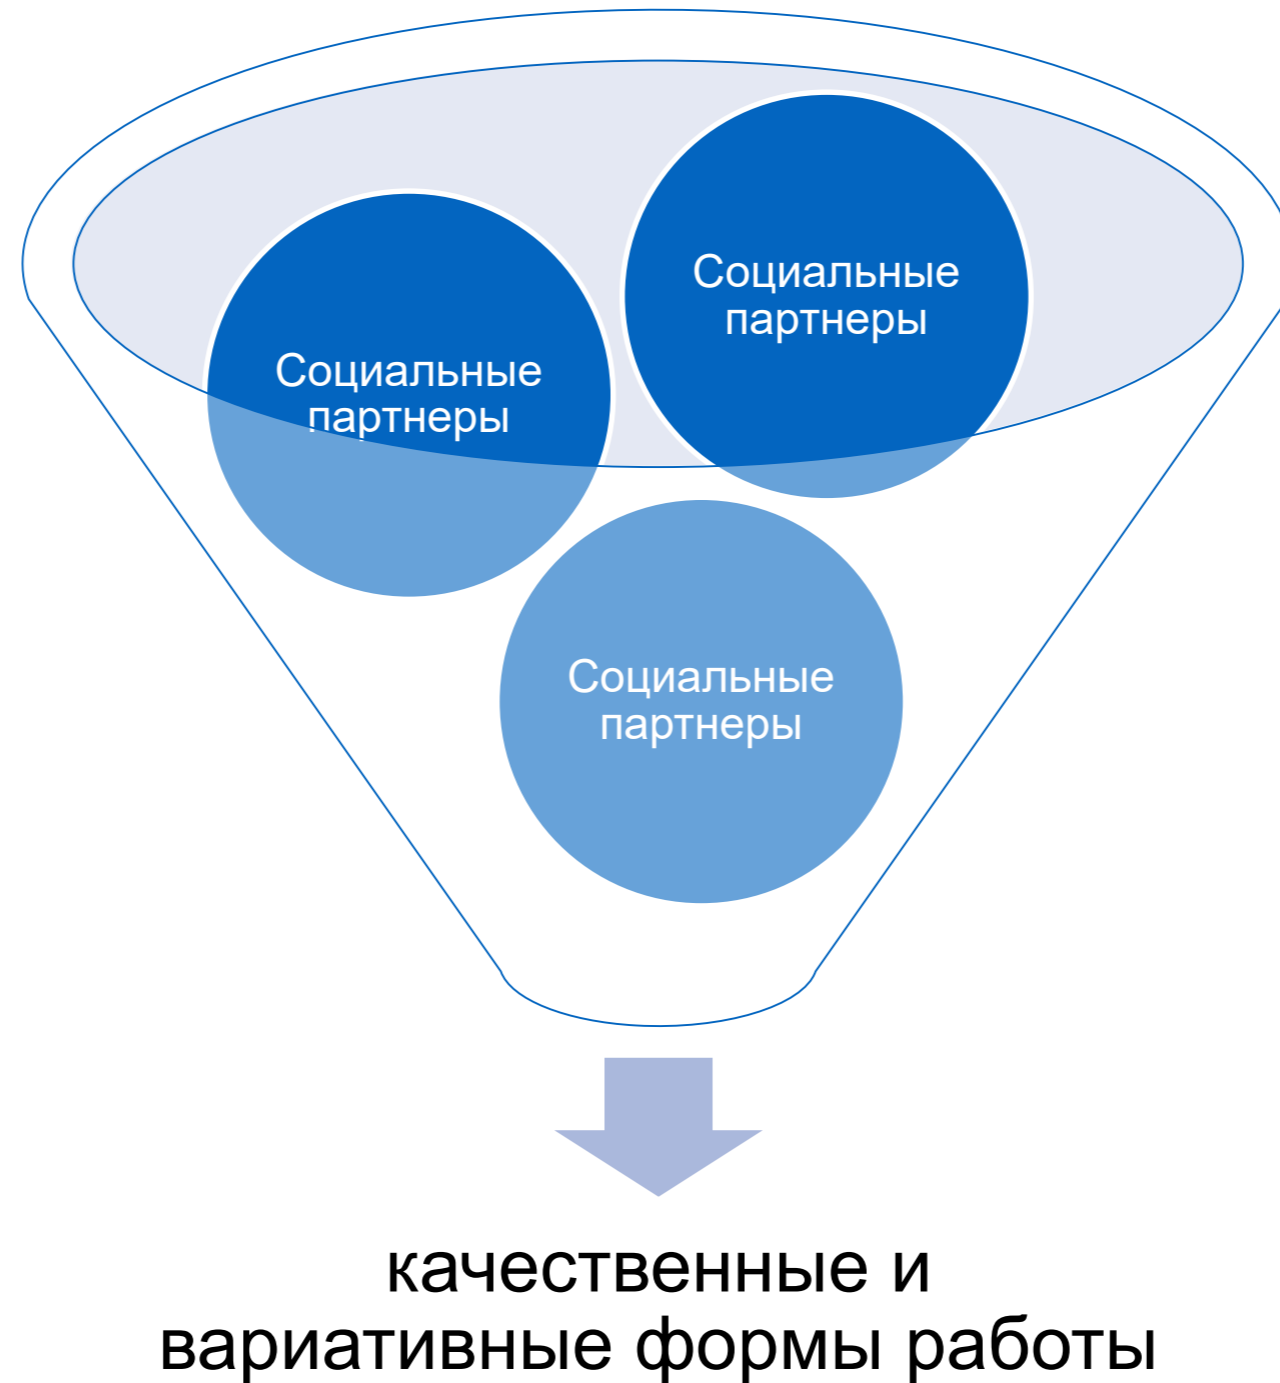 Социальные
партнеры
Социальные
партнеры
Социальные
партнеры
качественные и
вариативные формы работы